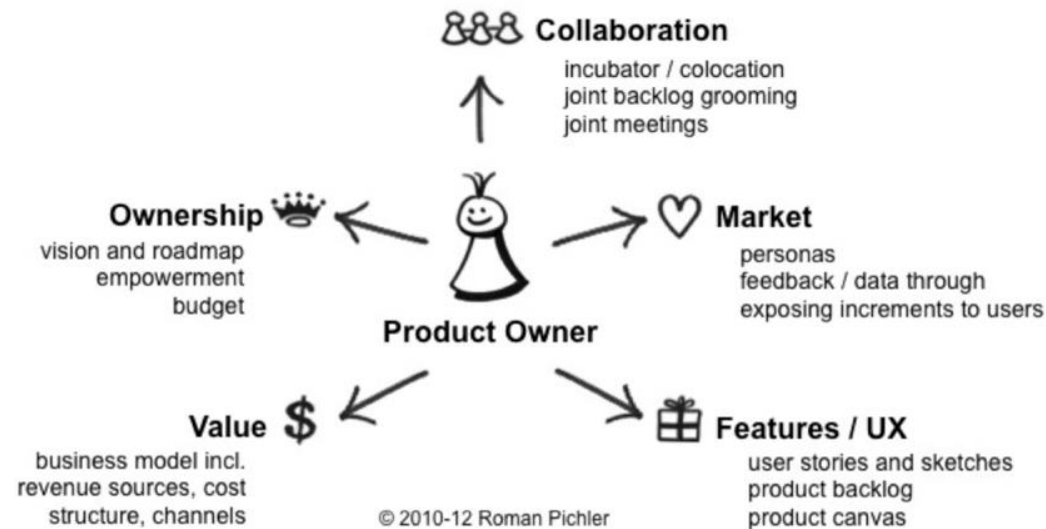 Collaboration
incubator / colocation
joint backlog grooming
joint meetings
Ownership
vision and roadmap
empowerment
budget
Market
personas
feedback / data through
exposing increments to users
Product Owner
Value $
business model incl.
revenue sources, cost
structure, channels
Features / UX
user stories and sketches
product backlog
product canvas
© 2010-12 Roman Pichler